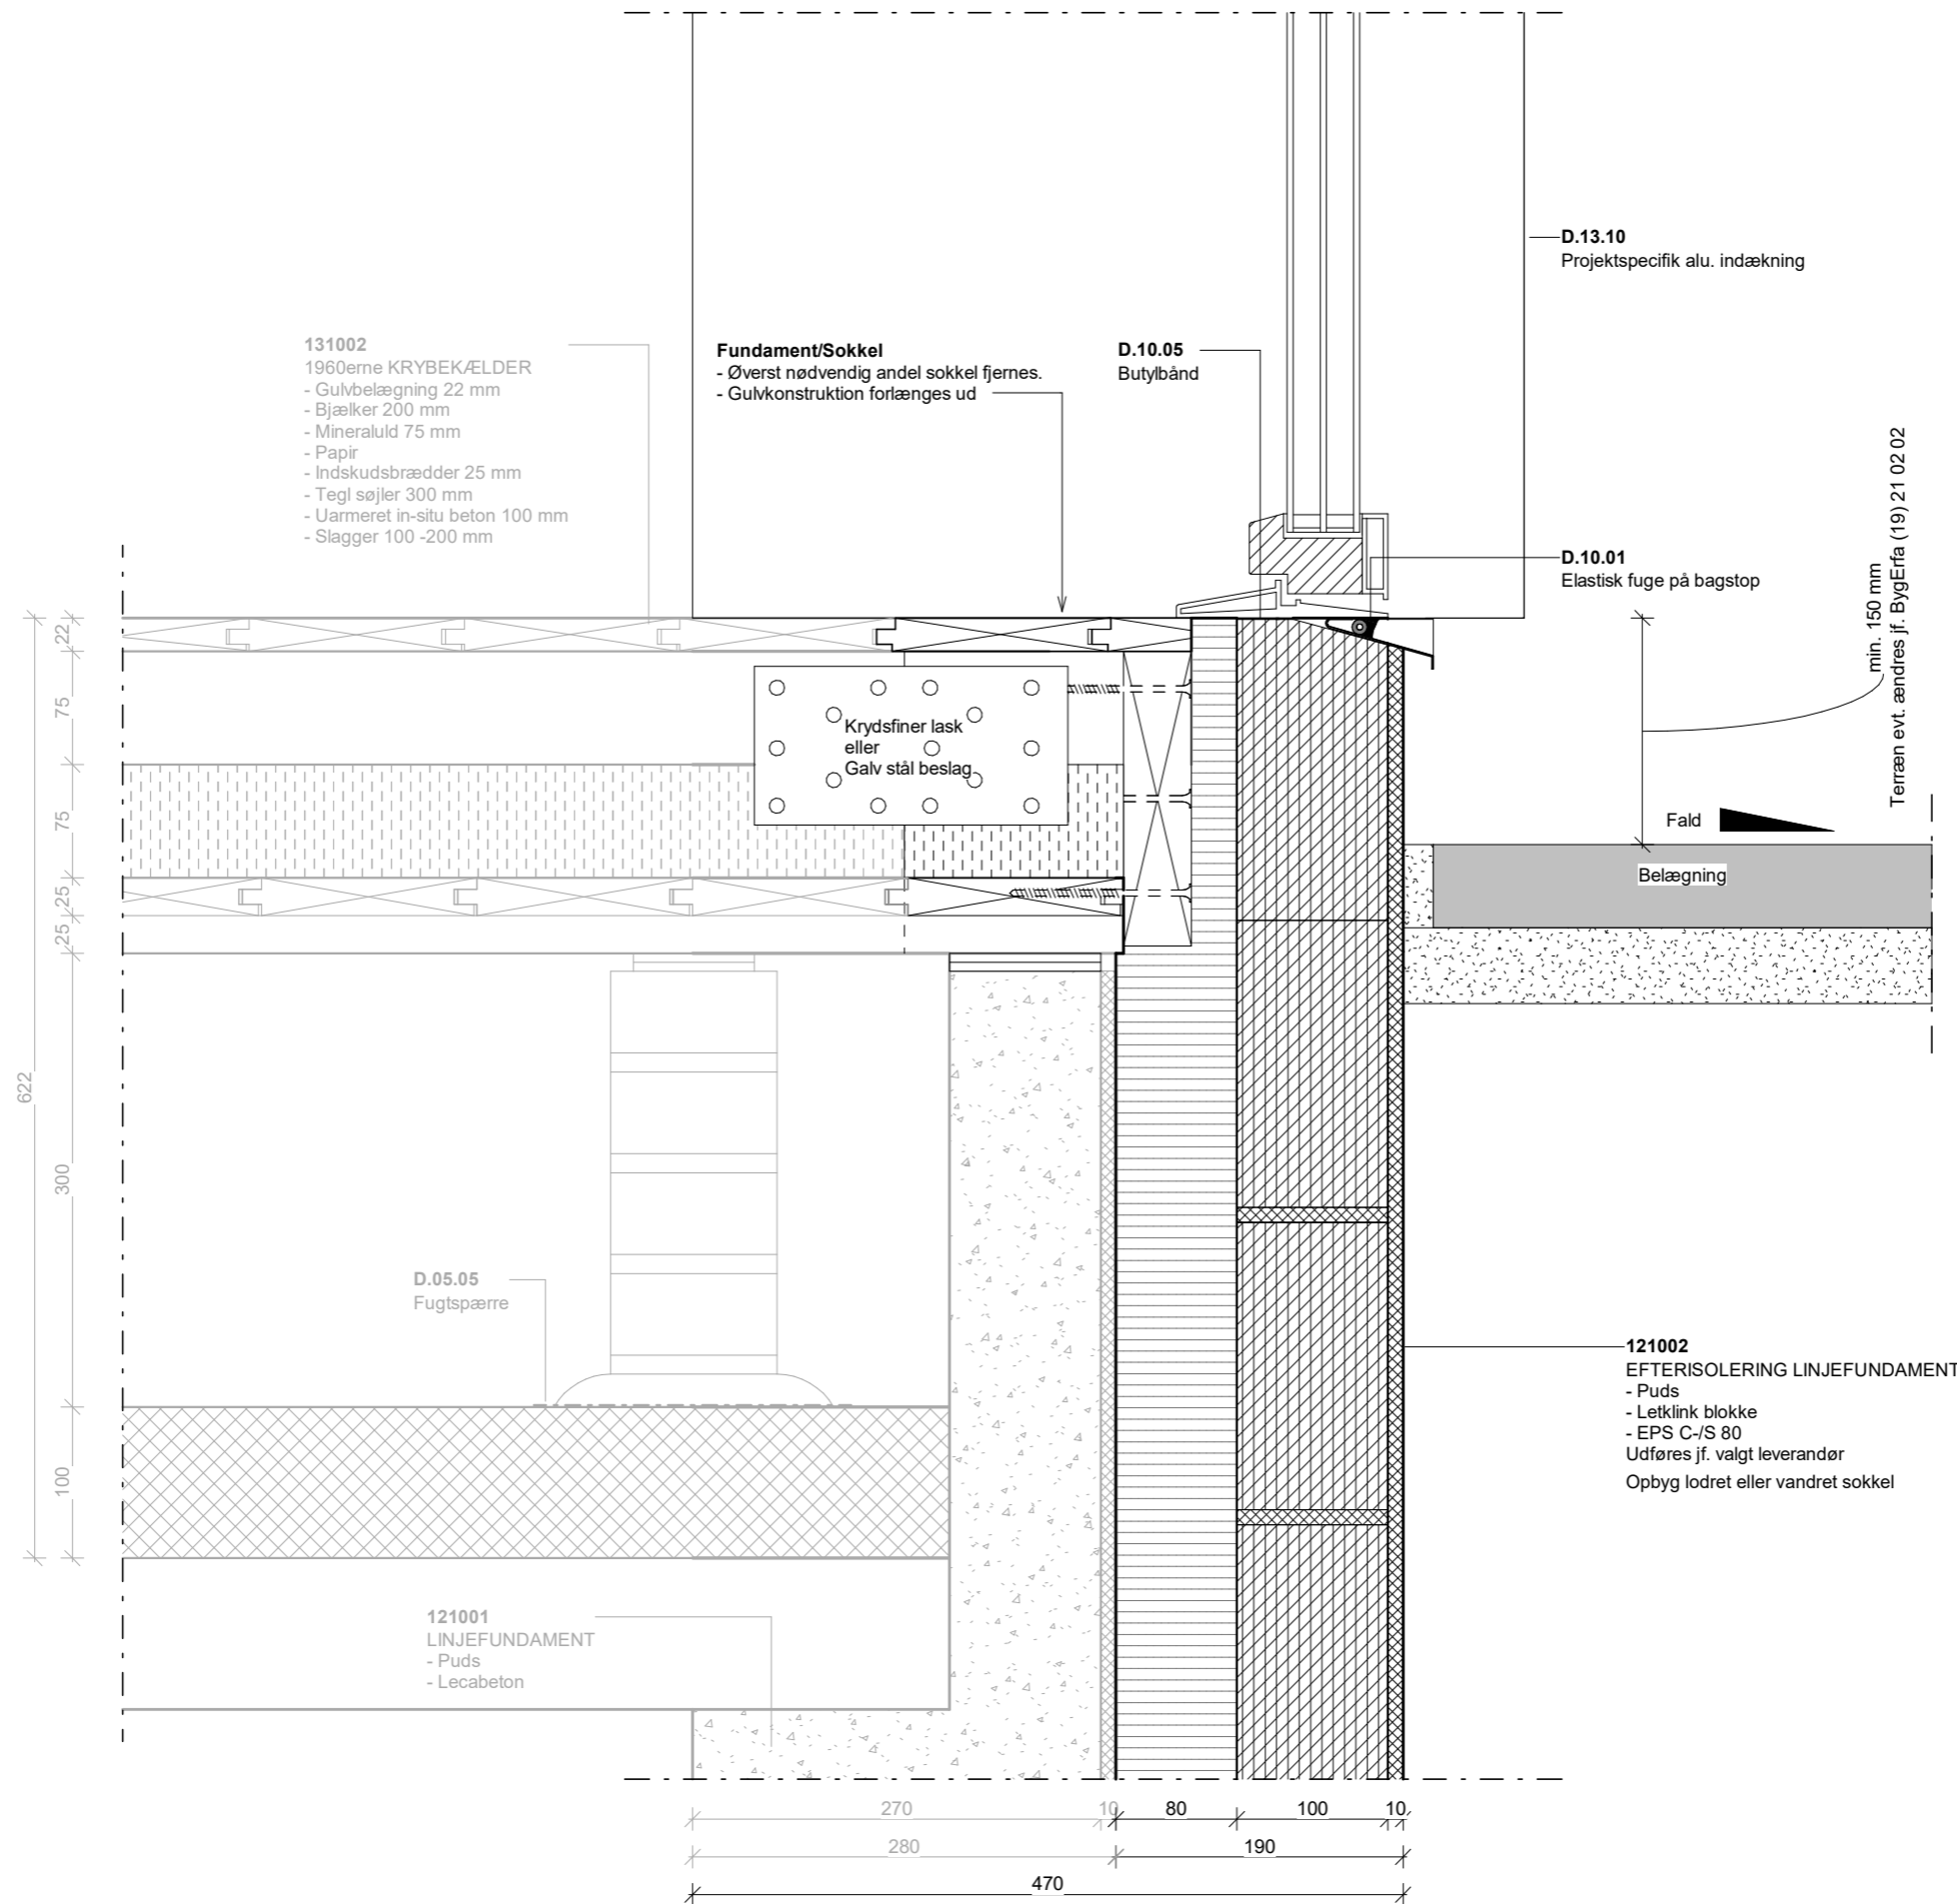 D.13.10
Projektspecifik alu. indækning
131002
1960erne KRYBEKÆLDER
- Gulvbelægning 22 mm
- Bjælker 200 mm
- Mineraluld 75 mm
- Papir
- Indskudsbrædder 25 mm
- Tegl søjler 300 mm
- Uarmeret in-situ beton 100 mm
- Slagger 100 -200 mm
Fundament/Sokkel
- Øverst nødvendig andel sokkel fjernes.
- Gulvkonstruktion forlænges ud
D.10.05
Butylbånd
D.10.01
Elastisk fuge på bagstop
min. 150 mm
Terræn evt. ændres jf. BygErfa (19) 21 02 02
22
75
75
25
25
300
100
622
Krydsfiner lask
eller
Galv stål beslag
Fald
Belægning
D.05.05
Fugtspærre
121002
EFTERISOLERING LINJEFUNDAMENT
- Puds
- Letklink blokke
- EPS C-/S 80
Udføres jf. valgt leverandør
Opbyg lodret eller vandret sokkel
121001
LINJEFUNDAMENT
- Puds
- Lecabeton
270
10
80
100
10
280
190
470